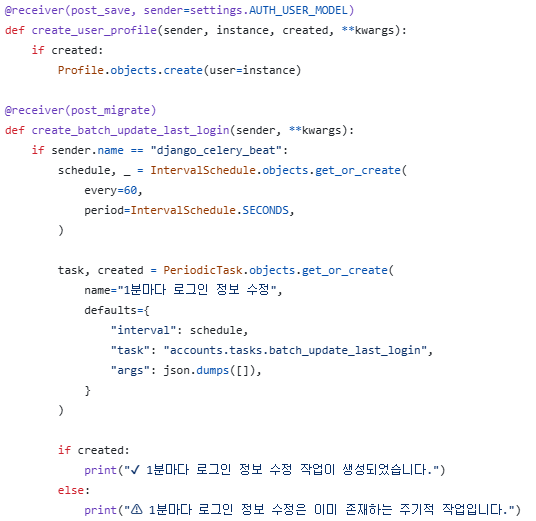 @receiver(post_save, sender=settings.AUTH_USER_MODEL)
def create_user_profile(sender, instance, created, **kwargs):
    if created:
        Profile.objects.create(user=instance)

@receiver(post_migrate)
def create_batch_update_last_login(sender, **kwargs):
    if sender.name == "django_celery_beat":
        schedule, _ = IntervalSchedule.objects.get_or_create(
            every=60,
            period=IntervalSchedule.SECONDS,
        )

        task, created = PeriodicTask.objects.get_or_create(
            name="1분마다 로그인 정보 수정",
            defaults={
                "interval": schedule,
                "task": "accounts.tasks.batch_update_last_login",
                "args": json.dumps([]),
            }
        )

        if created:
            print("✓ 1분마다 로그인 정보 수정 작업이 생성되었습니다.")
        else:
            print("⚠ 1분마다 로그인 정보 수정은 이미 존재하는 주기적 작업입니다.")